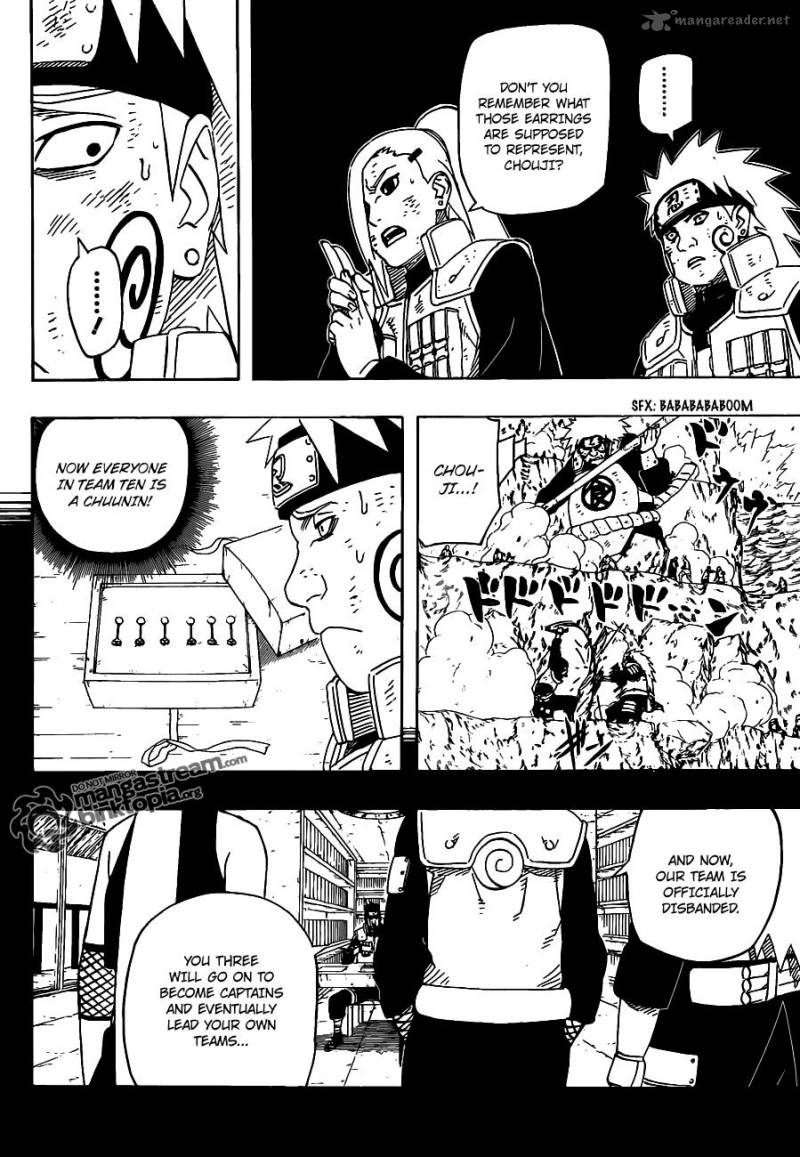 mangareader.net
.......
DON'T YOU
REMEMBER WHAT
THOSE EARRINGS
ARE SUPPOSED
TO REPRESENT,
CHOUJI?
忍
......!
SFX: BABABABABOOM
CHOU-
JI...!
ドドドドド...ン
NOW EVERYONE
IN TEAM TEN IS
A CHUUNIN!
DO NOT MIRROR
mangastream.com
binktopia.org
AND NOW,
OUR TEAM IS
OFFICIALLY
DISBANDED.
YOU THREE
WILL GO ON TO
BECOME CAPTAINS
AND EVENTUALLY
LEAD YOUR OWN
TEAMS...